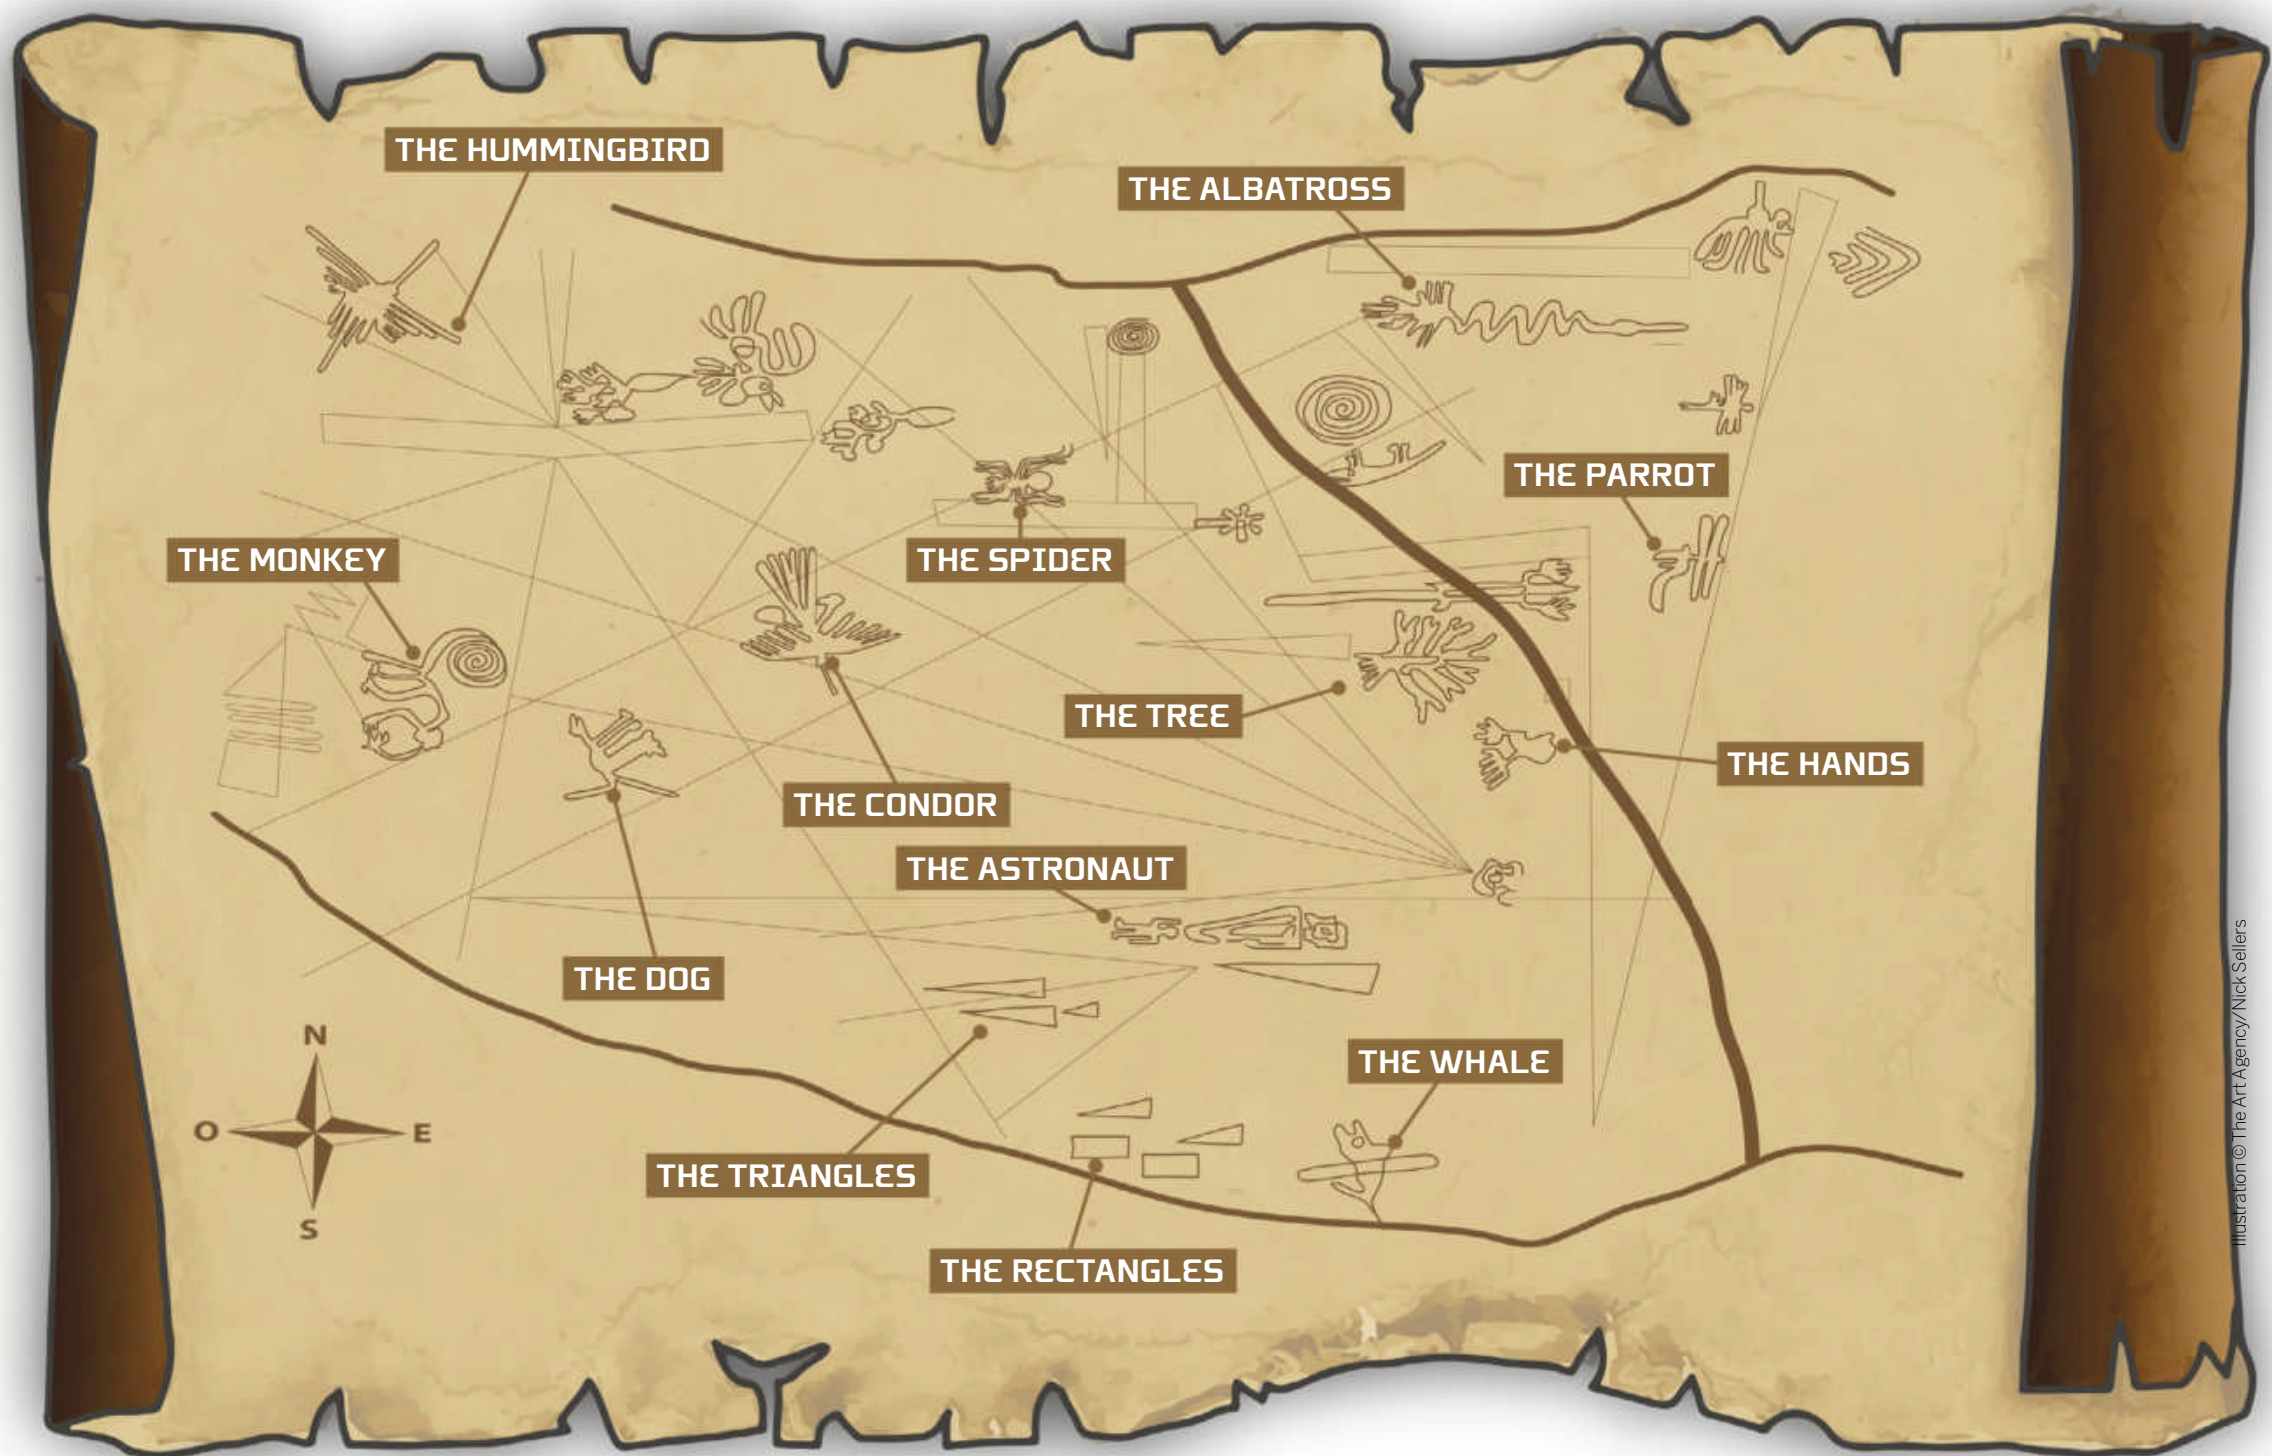 THE HUMMINGBIRD
THE ALBATROSS
THE PARROT
THE MONKEY
THE SPIDER
THE TREE
THE HANDS
THE CONDOR
THE ASTRONAUT
THE DOG
N
O
E
S
THE WHALE
THE TRIANGLES
THE RECTANGLES
Illustration © The Art Agency/Nick Sellers